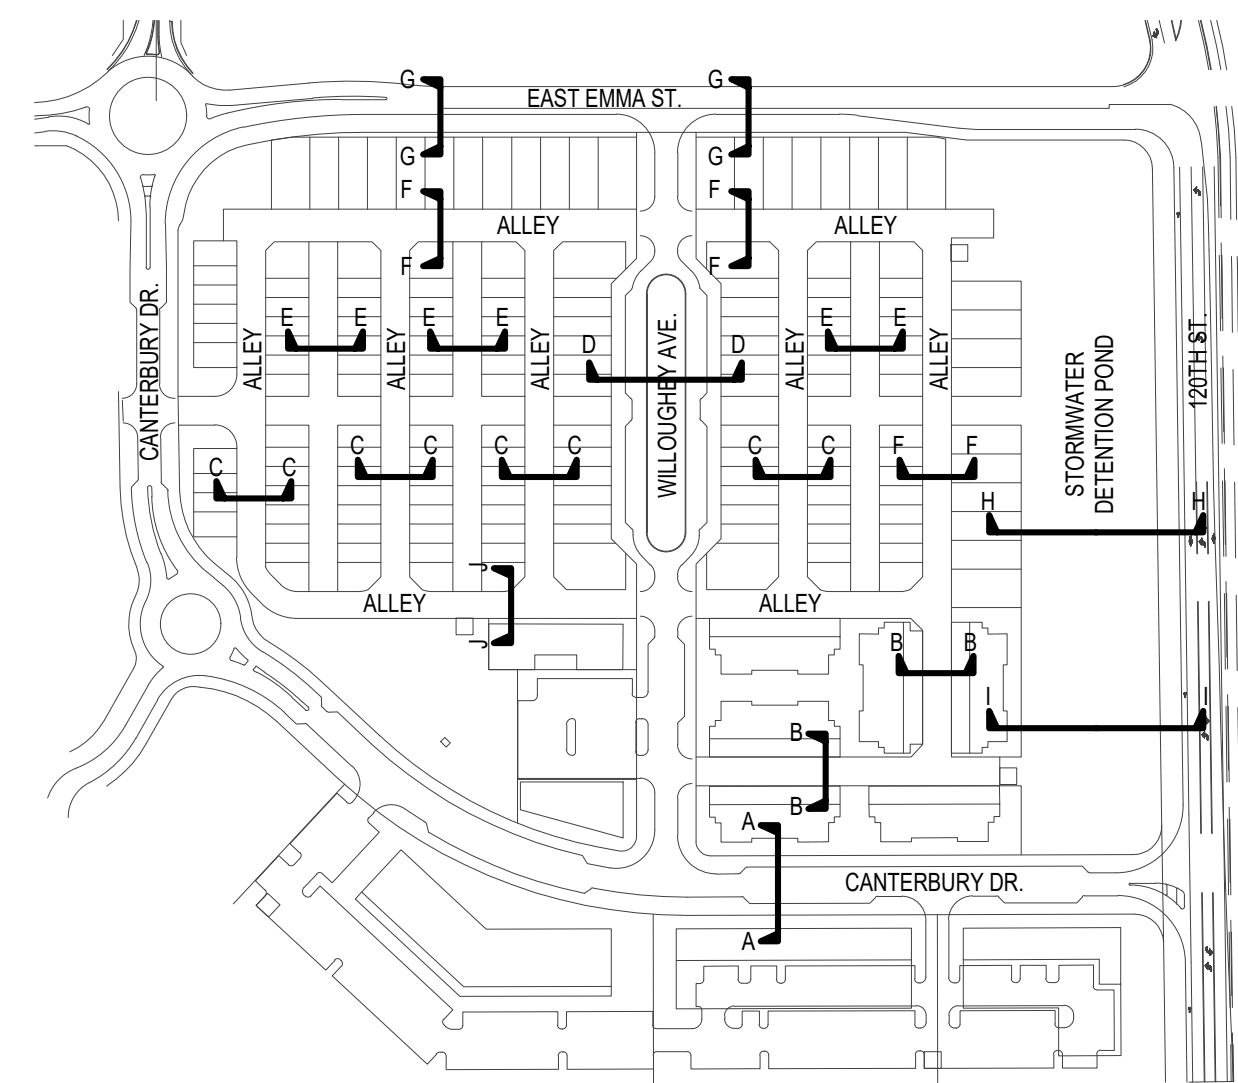 G G
EAST EMMA ST.
G G
F F
ALLEY ALLEY
F F
CANTERBURY DR.
E E E E E E
ALLEY ALLEY ALLEY ALLEY ALLEY
D D
WILLOUGHBY AVE.
STORMWATER
DETENTION POND
120TH ST.
C C C C C C C C F F
H H
J
ALLEY ALLEY
J
B B
I I
B
B
A
CANTERBURY DR.
A